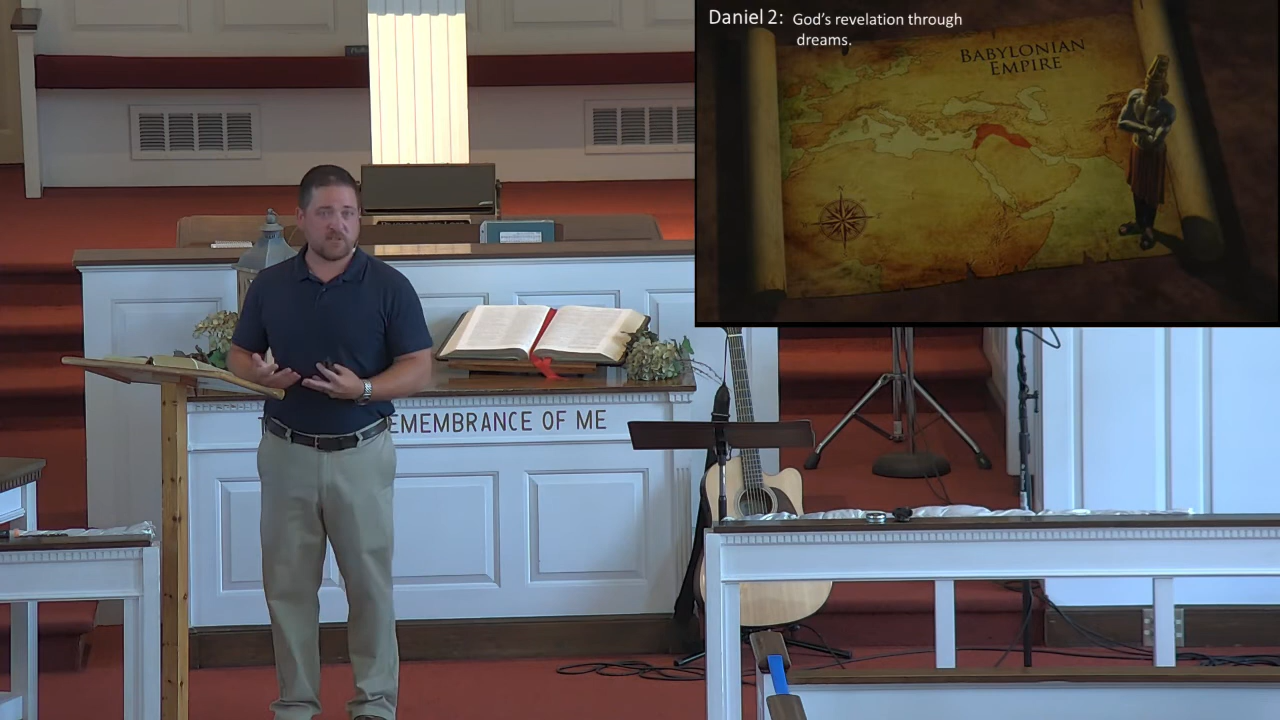 Daniel 2: God's revelation through
dreams.
BABYLONIAN
EMPIRE
EMEMBRANCE OF ME